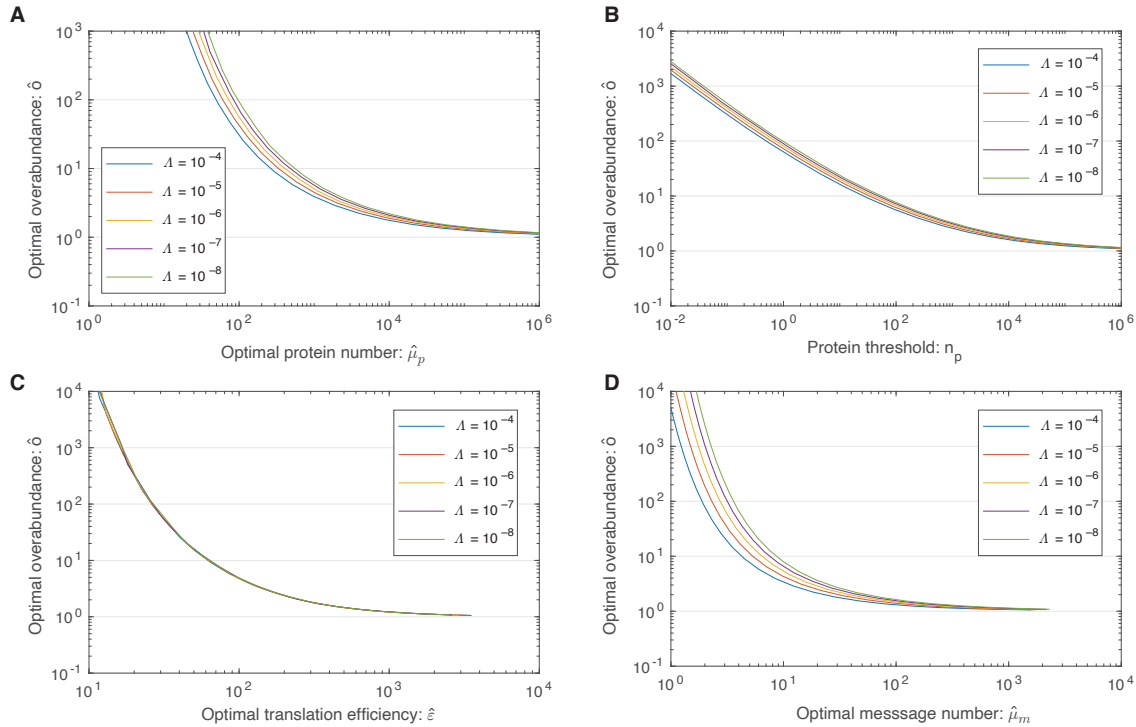 A
Optimal overabundance: ô
10^3
10^2
10^1
10^0
10^-1
Λ = 10^-4
Λ = 10^-5
Λ = 10^-6
Λ = 10^-7
Λ = 10^-8
10^0 10^2 10^4 10^6
Optimal protein number: μ̂_p
B
Optimal overabundance: ô
10^4
10^3
10^2
10^1
10^0
10^-1
Λ = 10^-4
Λ = 10^-5
Λ = 10^-6
Λ = 10^-7
Λ = 10^-8
10^-2 10^0 10^2 10^4 10^6
Protein threshold: n_p
C
Optimal overabundance: ô
10^4
10^3
10^2
10^1
10^0
10^-1
Λ = 10^-4
Λ = 10^-5
Λ = 10^-6
Λ = 10^-7
Λ = 10^-8
10^1 10^2 10^3 10^4
Optimal translation efficiency: ε̂
D
Optimal overabundance: ô
10^4
10^3
10^2
10^1
10^0
10^-1
Λ = 10^-4
Λ = 10^-5
Λ = 10^-6
Λ = 10^-7
Λ = 10^-8
10^0 10^1 10^2 10^3 10^4
Optimal messsage number: μ̂_m